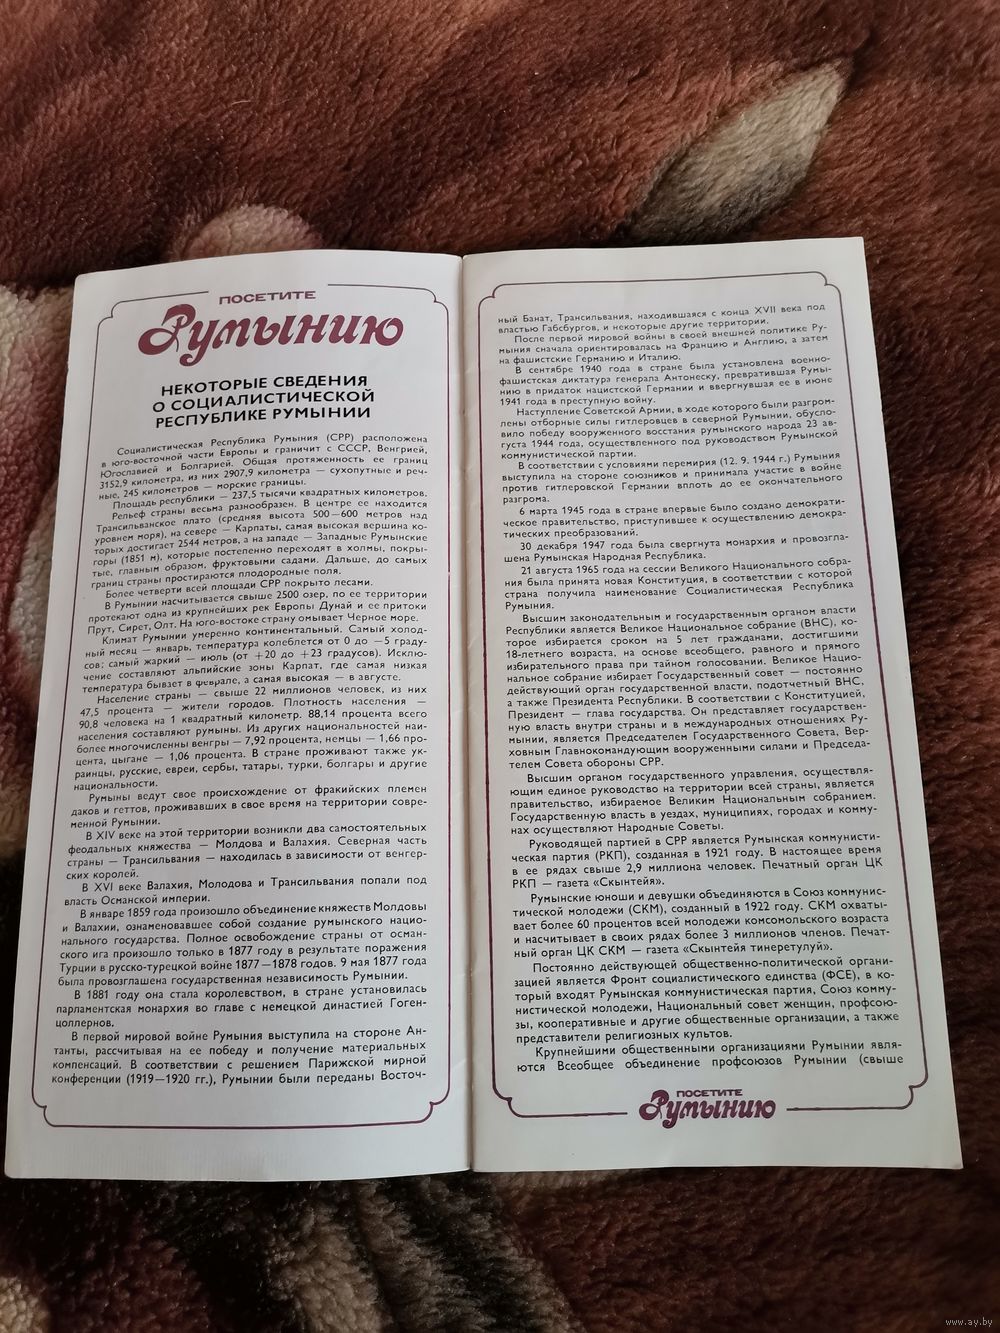 ПОСЕТИТЕ
Румынию
НЕКОТОРЫЕ СВЕДЕНИЯ
О СОЦИАЛИСТИЧЕСКОЙ
РЕСПУБЛИКЕ РУМЫНИИ
Социалистическая Республика Румыния (СРР) расположена
в юго-восточной части Европы и граничит с СССР, Венгрией,
Югославией и Болгарией. Общая протяженность ее границ
3152,9 километра, из них 2907,9 километра — сухопутные и реч-
ные, 245 километров — морские границы.
Площадь республики — 237,5 тысячи квадратных километров.
Рельеф страны весьма разнообразен. В центре ее находится
Трансильванское плато (средняя высота 500—600 метров над
уровнем моря), на севере — Карпаты, самая высокая вершина ко-
торых достигает 2544 метров, а на западе — Западные Румынские
горы (1851 м), которые постепенно переходят в холмы, покры-
тые, главным образом, фруктовыми садами. Дальше, до самых
границ страны простираются плодородные поля.
Более четверти всей площади СРР покрыто лесами.
В Румынии насчитывается свыше 2500 озер, по ее территории
протекают одна из крупнейших рек Европы Дунай и ее притоки
Прут, Сирет, Олт. На юго-востоке страну омывает Черное море.
Климат Румынии умеренно континентальный. Самый холод-
ный месяц — январь, температура колеблется от 0 до —5 граду-
сов; самый жаркий — июль (от +20 до +23 градусов). Исклю-
чение составляют альпийские зоны Карпат, где самая низкая
температура бывает в феврале, а самая высокая — в августе.
Население страны — свыше 22 миллионов человек, из них
47,5 процента — жители городов. Плотность населения —
90,8 человека на 1 квадратный километр. 88,14 процента всего
населения составляют румыны. Из других национальностей наи-
более многочисленны венгры — 7,92 процента, немцы — 1,66 про-
цента, цыгане — 1,06 процента. В стране проживают также ук-
раинцы, русские, евреи, сербы, татары, турки, болгары и другие
национальности.
Румыны ведут свое происхождение от фракийских племен
даков и геттов, проживавших в свое время на территории совре-
менной Румынии.
В XIV веке на этой территории возникли два самостоятельных
феодальных княжества — Молдова и Валахия. Северная часть
страны — Трансильвания — находилась в зависимости от венгер-
ских королей.
В XVI веке Валахия, Молодова и Трансильвания попали под
власть Османской империи.
В январе 1859 года произошло объединение княжеств Молдовы
и Валахии, ознаменовавшее собой создание румынского нацио-
нального государства. Полное освобождение страны от осман-
ского ига произошло только в 1877 году в результате поражения
Турции в русско-турецкой войне 1877—1878 годов. 9 мая 1877 года
была провозглашена государственная независимость Румынии.
В 1881 году она стала королевством, в стране установилась
парламентская монархия во главе с немецкой династией Гоген-
цоллернов.
В первой мировой войне Румыния выступила на стороне Ан-
танты, рассчитывая на ее победу и получение материальных
компенсаций. В соответствии с решением Парижской мирной
конференции (1919—1920 гг.), Румынии были переданы Восточ-
ный Банат, Трансильвания, находившаяся с конца XVII века под
властью Габсбургов, и некоторые другие территории.
После первой мировой войны в своей внешней политике Ру-
мыния сначала ориентировалась на Францию и Англию, а затем
на фашистские Германию и Италию.
В сентябре 1940 года в стране была установлена военно-
фашистская диктатура генерала Антонеску, превратившая Румы-
нию в придаток нацистской Германии и ввергнувшая ее в июне
1941 года в преступную войну.
Наступление Советской Армии, в ходе которого были разгром-
лены отборные силы гитлеровцев в северной Румынии, обусло-
вило победу вооруженного восстания румынского народа 23 ав-
густа 1944 года, осуществленного под руководством Румынской
коммунистической партии.
В соответствии с условиями перемирия (12. 9. 1944 г.) Румыния
выступила на стороне союзников и принимала участие в войне
против гитлеровской Германии вплоть до ее окончательного
разгрома.
6 марта 1945 года в стране впервые было создано демократи-
ческое правительство, приступившее к осуществлению демокра-
тических преобразований.
30 декабря 1947 года была свергнута монархия и провозгла-
шена Румынская Народная Республика.
21 августа 1965 года на сессии Великого Национального собра-
ния была принята новая Конституция, в соответствии с которой
страна получила наименование Социалистическая Республика
Румыния.
Высшим законодательным и государственным органом власти
Республики является Великое Национальное собрание (ВНС), ко-
торое избирается сроком на 5 лет гражданами, достигшими
18-летнего возраста, на основе всеобщего, равного и прямого
избирательного права при тайном голосовании. Великое Нацио-
нальное собрание избирает Государственный совет — постоянно
действующий орган государственной власти, подотчетный ВНС,
а также Президента Республики. В соответствии с Конституцией,
Президент — глава государства. Он представляет государствен-
ную власть внутри страны и в международных отношениях Ру-
мынии, является Председателем Государственного Совета, Вер-
ховным Главнокомандующим вооруженными силами и Председа-
телем Совета обороны СРР.
Высшим органом государственного управления, осуществля-
ющим единое руководство на территории всей страны, является
правительство, избираемое Великим Национальным собранием.
Государственную власть в уездах, муниципиях, городах и комму-
нах осуществляют Народные Советы.
Руководящей партией в СРР является Румынская коммунисти-
ческая партия (РКП), созданная в 1921 году. В настоящее время
в ее рядах свыше 2,9 миллиона человек. Печатный орган ЦК
РКП — газета «Скынтейя».
Румынские юноши и девушки объединяются в Союз коммунис-
тической молодежи (СКМ), созданный в 1922 году. СКМ охваты-
вает более 60 процентов всей молодежи комсомольского возраста
и насчитывает в своих рядах более 3 миллионов членов. Печат-
ный орган ЦК СКМ — газета «Скынтейя тинеретулуй».
Постоянно действующей общественно-политической органи-
зацией является Фронт социалистического единства (ФСЕ), в ко-
торый входят Румынская коммунистическая партия, Союз комму-
нистической молодежи, Национальный совет женщин, профсою-
зы, кооперативные и другие общественные организации, а также
представители религиозных культов.
Крупнейшими общественными организациями Румынии явля-
ются Всеобщее объединение профсоюзов Румынии (свыше
ПОСЕТИТЕ
Румынию
www.ay.by